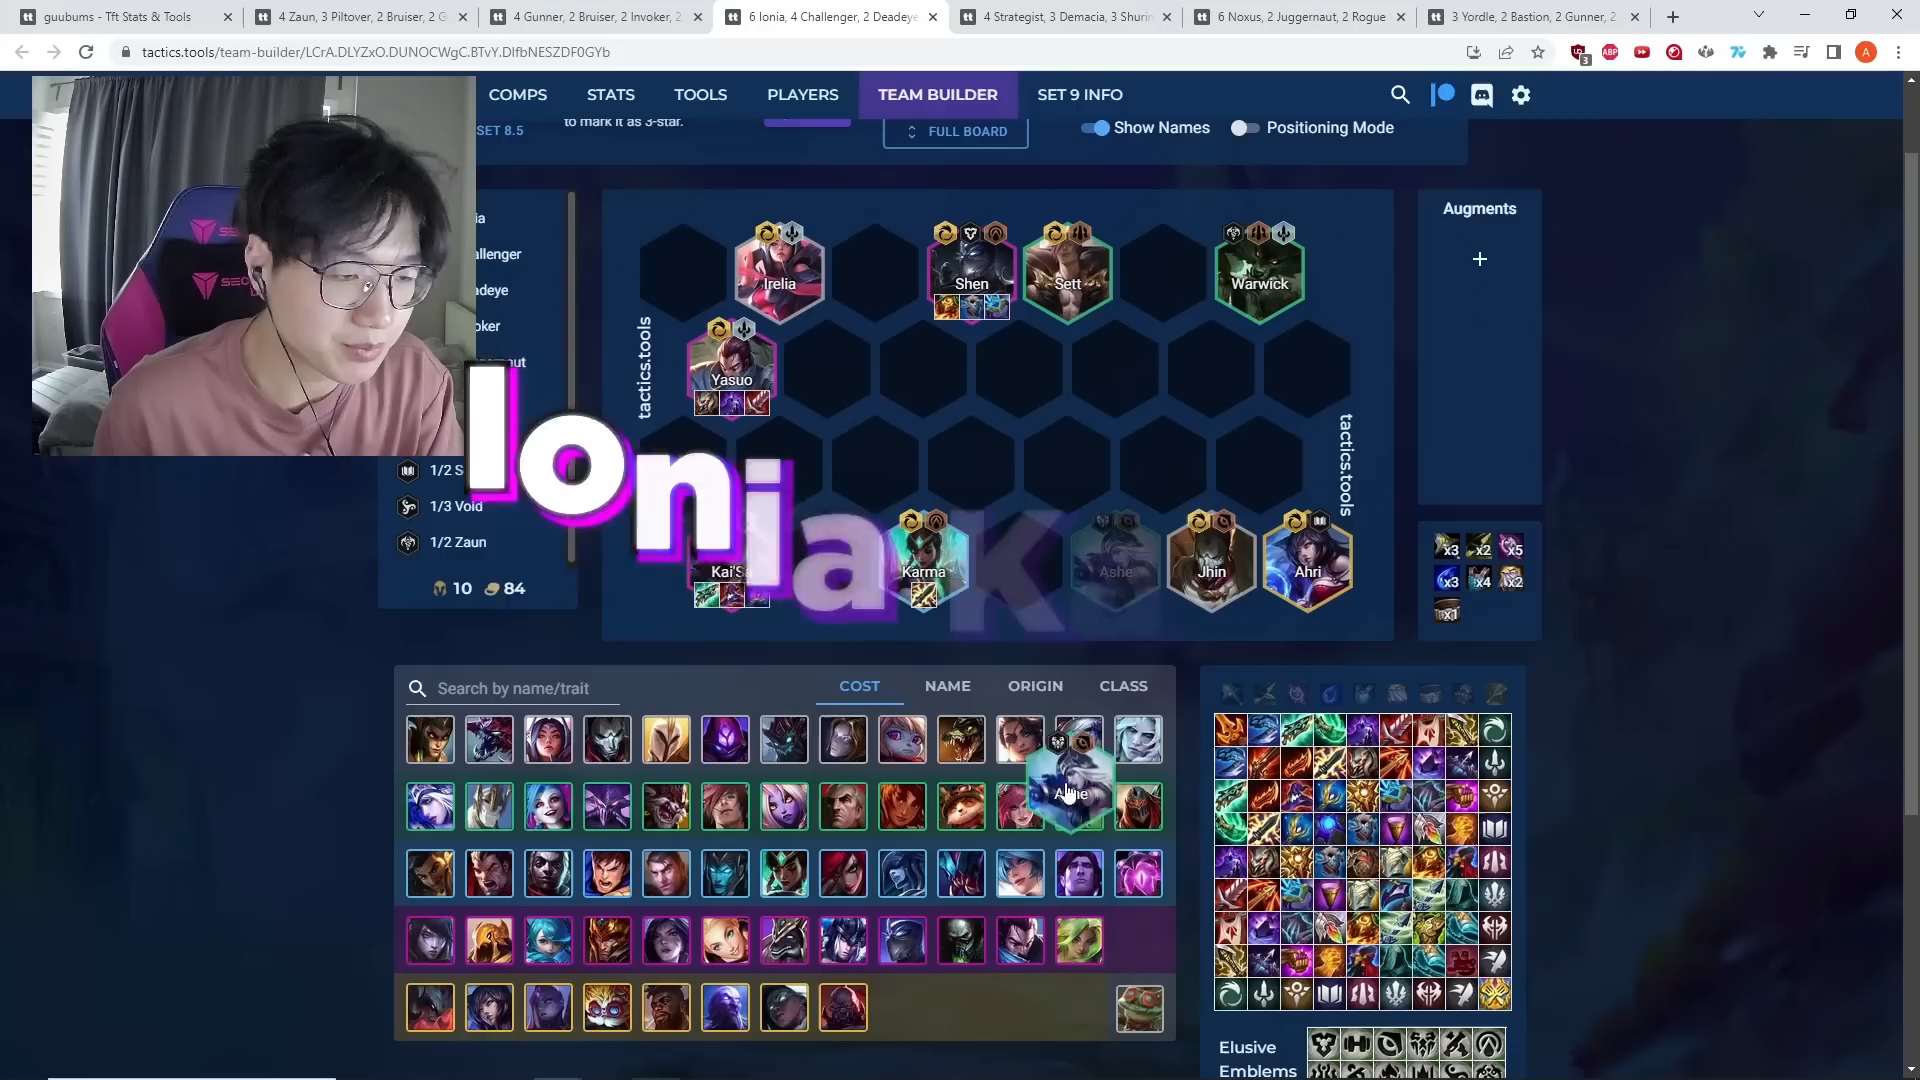 guubums - Tft Stats & Tools
4 Zaun, 3 Piltover, 2 Bruiser, 2 G
4 Gunner, 2 Bruiser, 2 Invoker, 2
6 Ionia, 4 Challenger, 2 Deadeye
4 Strategist, 3 Demacia, 3 Shurim
6 Noxus, 2 Juggernaut, 2 Rogue
3 Yordle, 2 Bastion, 2 Gunner, 2
tactics.tools/team-builder/LCrA.DLYZxO.DUNOCWgC.BTvY.DIfbNESZDF0GYb
3
ABP
A
COMPS
STATS
TOOLS
PLAYERS
TEAM BUILDER
SET 9 INFO
SET 8.5
to mark it as 3-star.
FULL BOARD
Show Names
Positioning Mode
ia
allenger
adeye
oker
1/2 S
1/3 Void
1/2 Zaun
10
84
Irelia
Shen
Sett
Warwick
Yasuo
tactics.tools
tactics.tools
Ionia K
Kai'S
Karma
Ashe
Jhin
Ahri
Augments
x3
x2
x5
x3
x4
x2
x1
Search by name/trait
COST
NAME
ORIGIN
CLASS
Elusive
Emblems